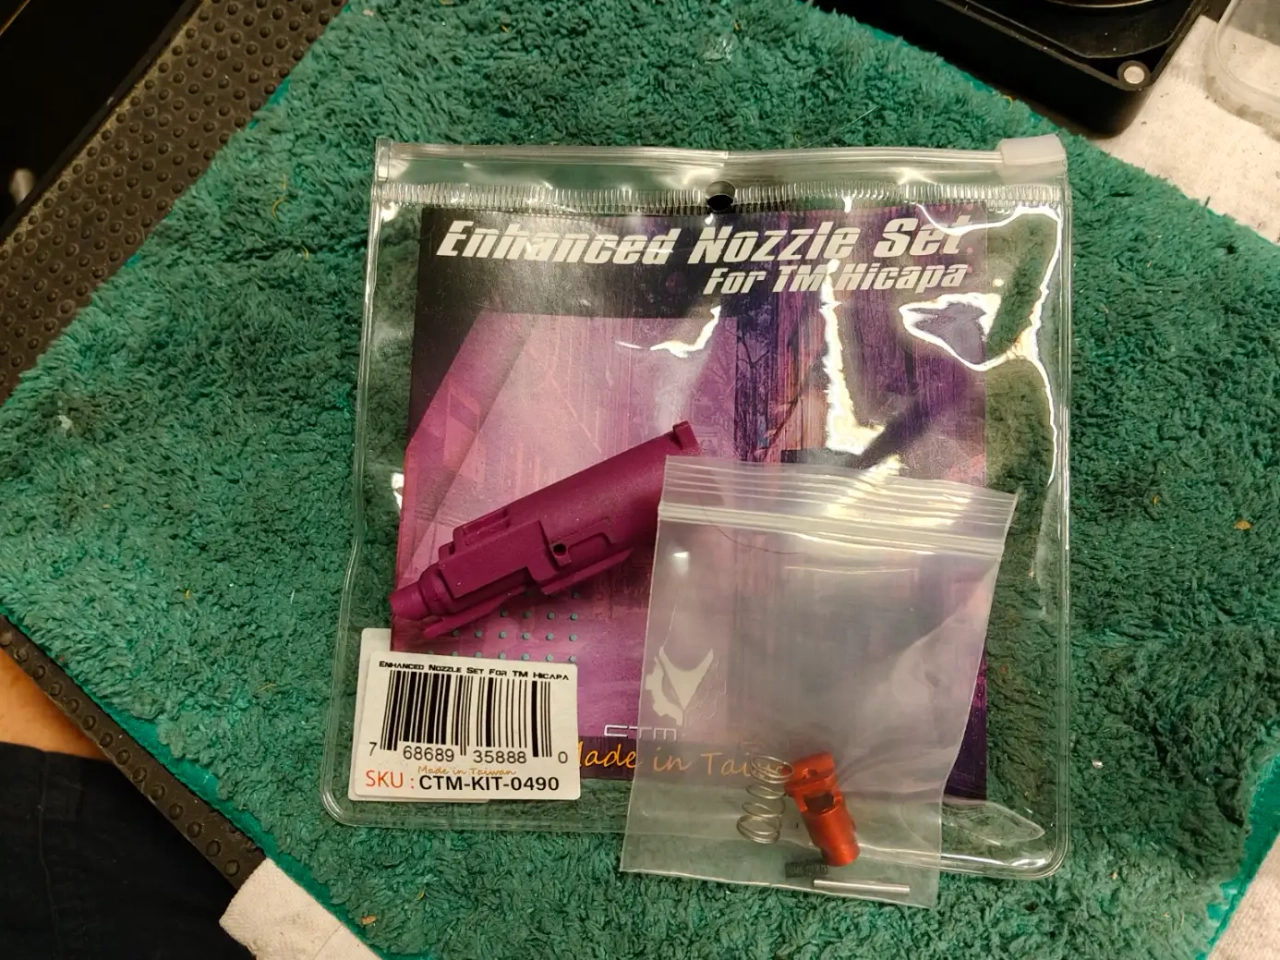 Enhanced Nozzle Set
For TM Hicapa
Enhanced Nozzle Set For TM Hicapa
7 68689 35888 0
Made in Taiwan
SKU : CTM-KIT-0490
CTM
Made in Taiwan